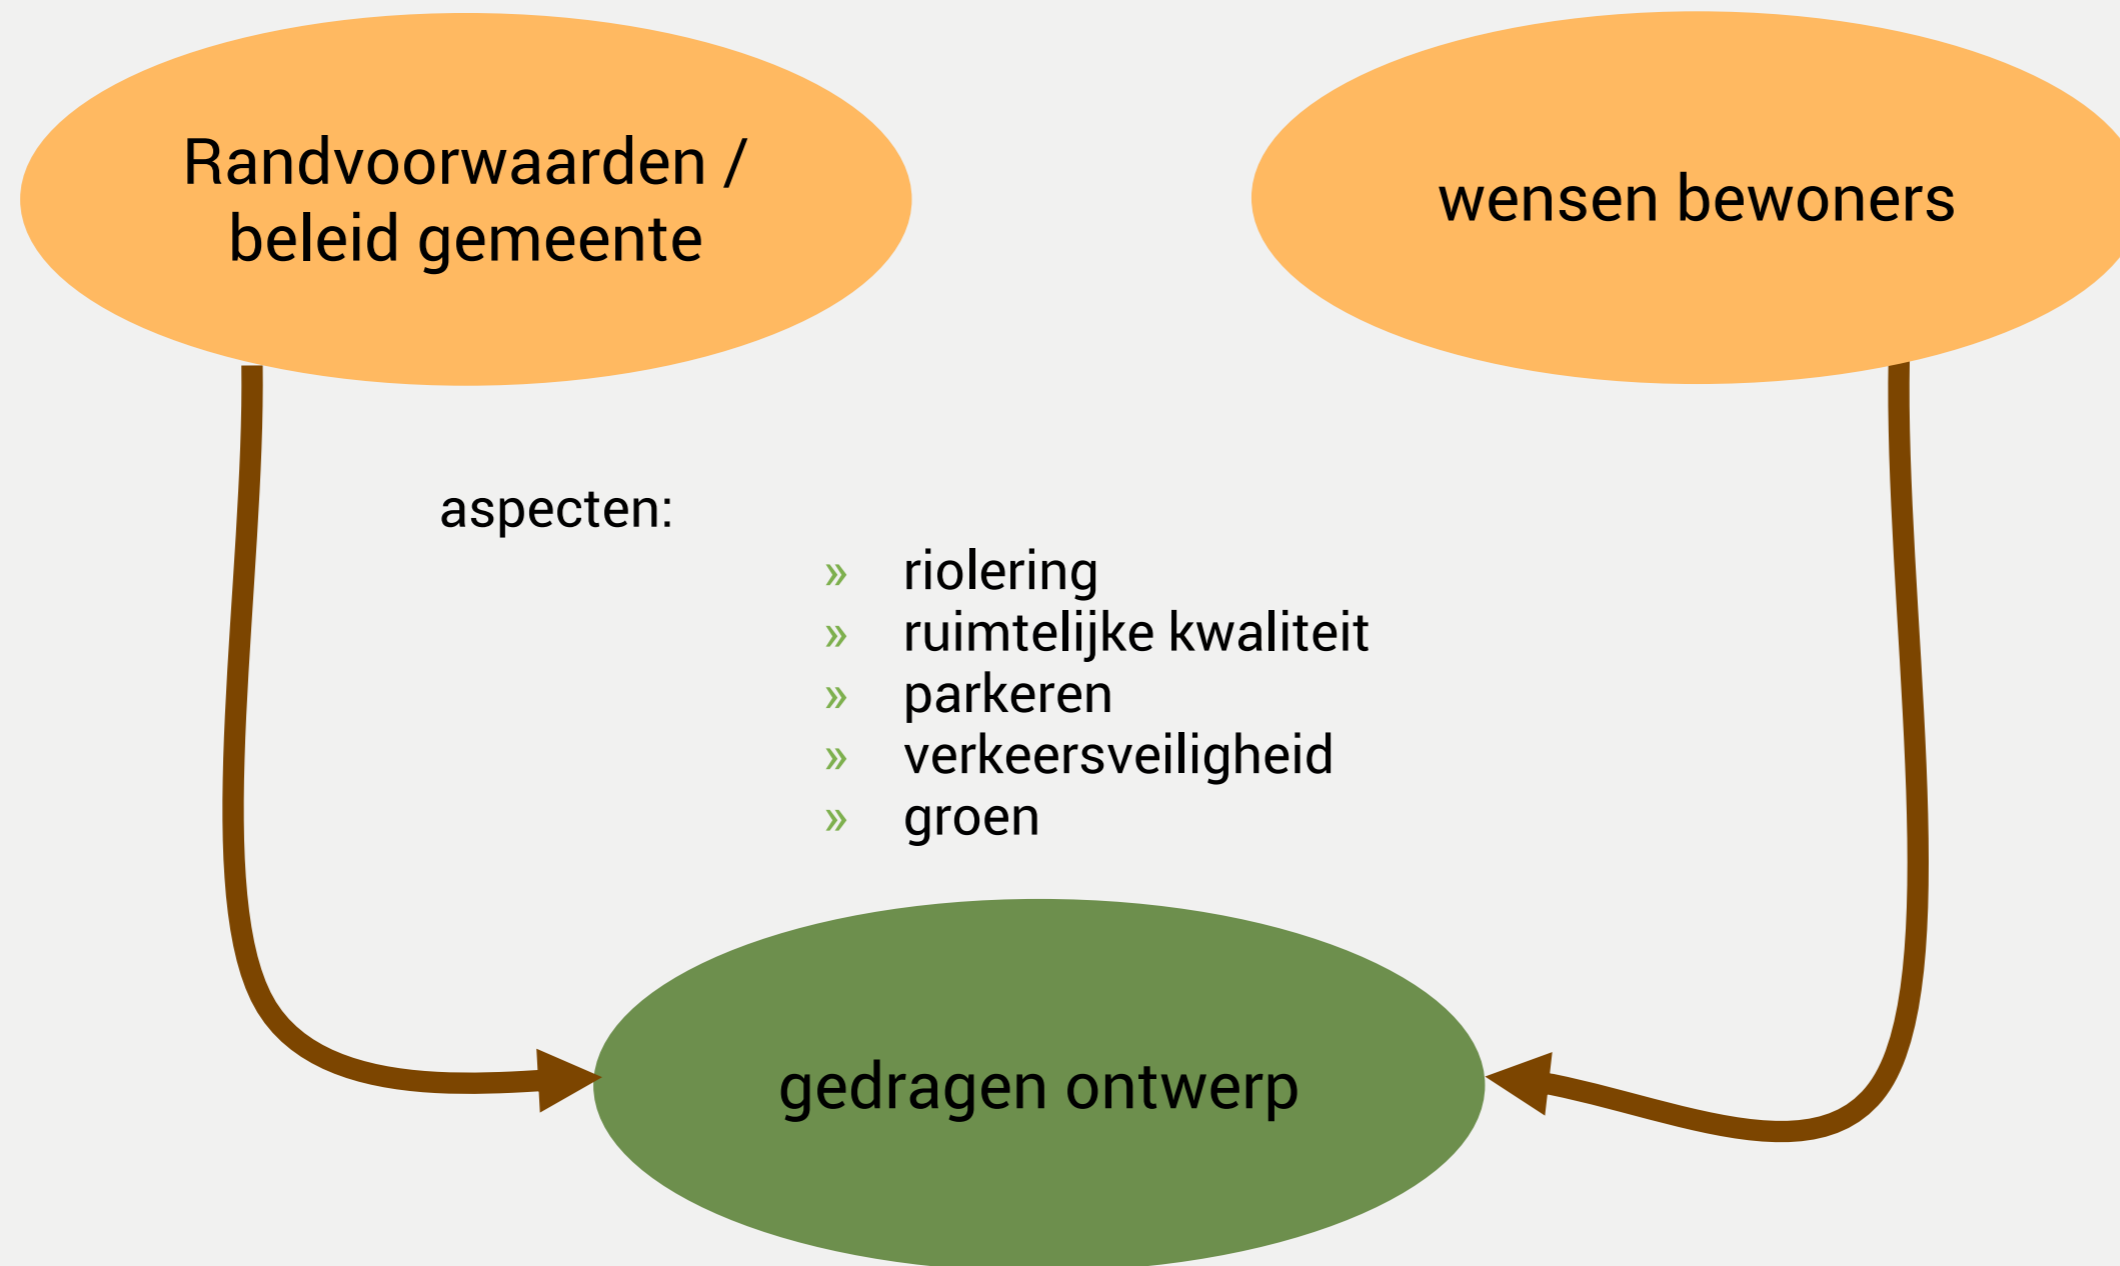 Randvoorwaarden /
beleid gemeente
wensen bewoners
aspecten:
» riolering
» ruimtelijke kwaliteit
» parkeren
» verkeersveiligheid
» groen
gedragen ontwerp